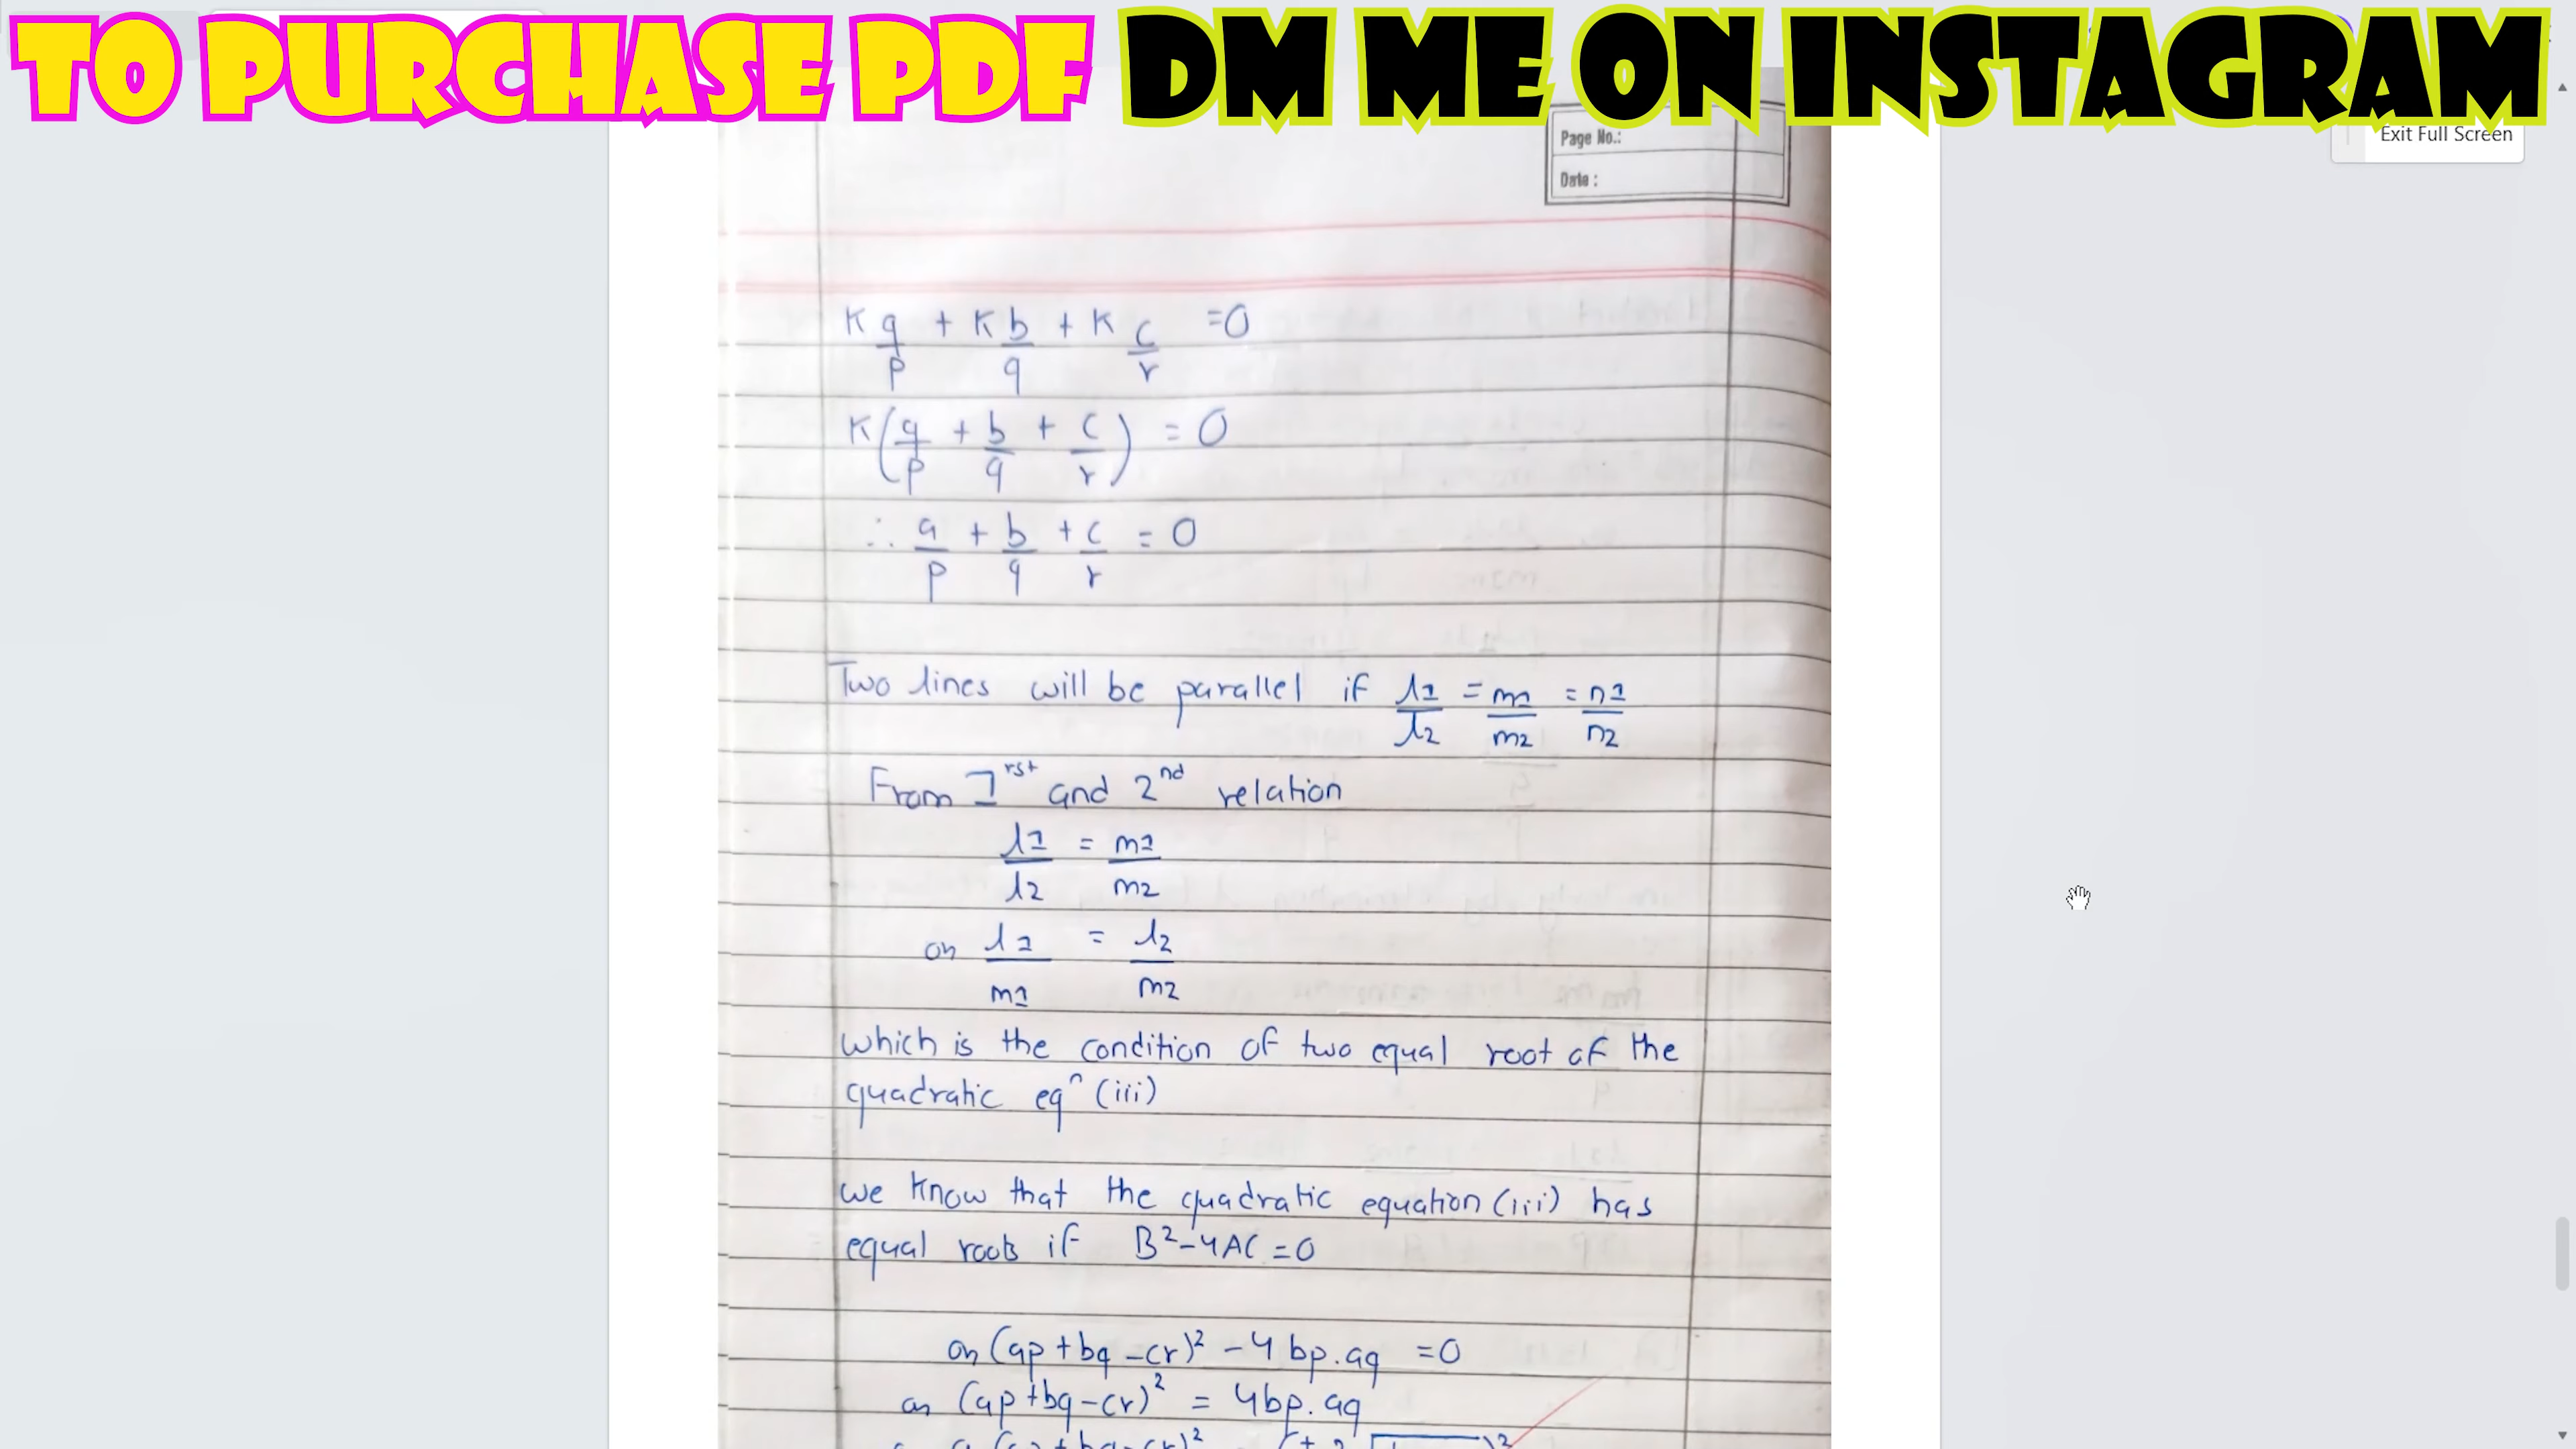 TO PURCHASE PDF DM ME ON INSTAGRAM
Exit Full Screen
Page No.:
Date :
K a/p + K b/q + K c/r =0
K(a/p + b/q + c/r) = 0
∴ a/p + b/q + c/r = 0
Two lines will be parallel if l1/l2 = m1/m2 = n1/n2
From 1rst and 2nd relation
l1/l2 = m1/m2
or l1/m1 = l2/m2
which is the condition of two equal root of the
quadratic eqn (iii)
we know that the quadratic equation (iii) has
equal roots if B²-4AC =0
or (ap+bq-cr)² - 4bp.aq =0
or (ap+bq-cr)² = 4bp.aq